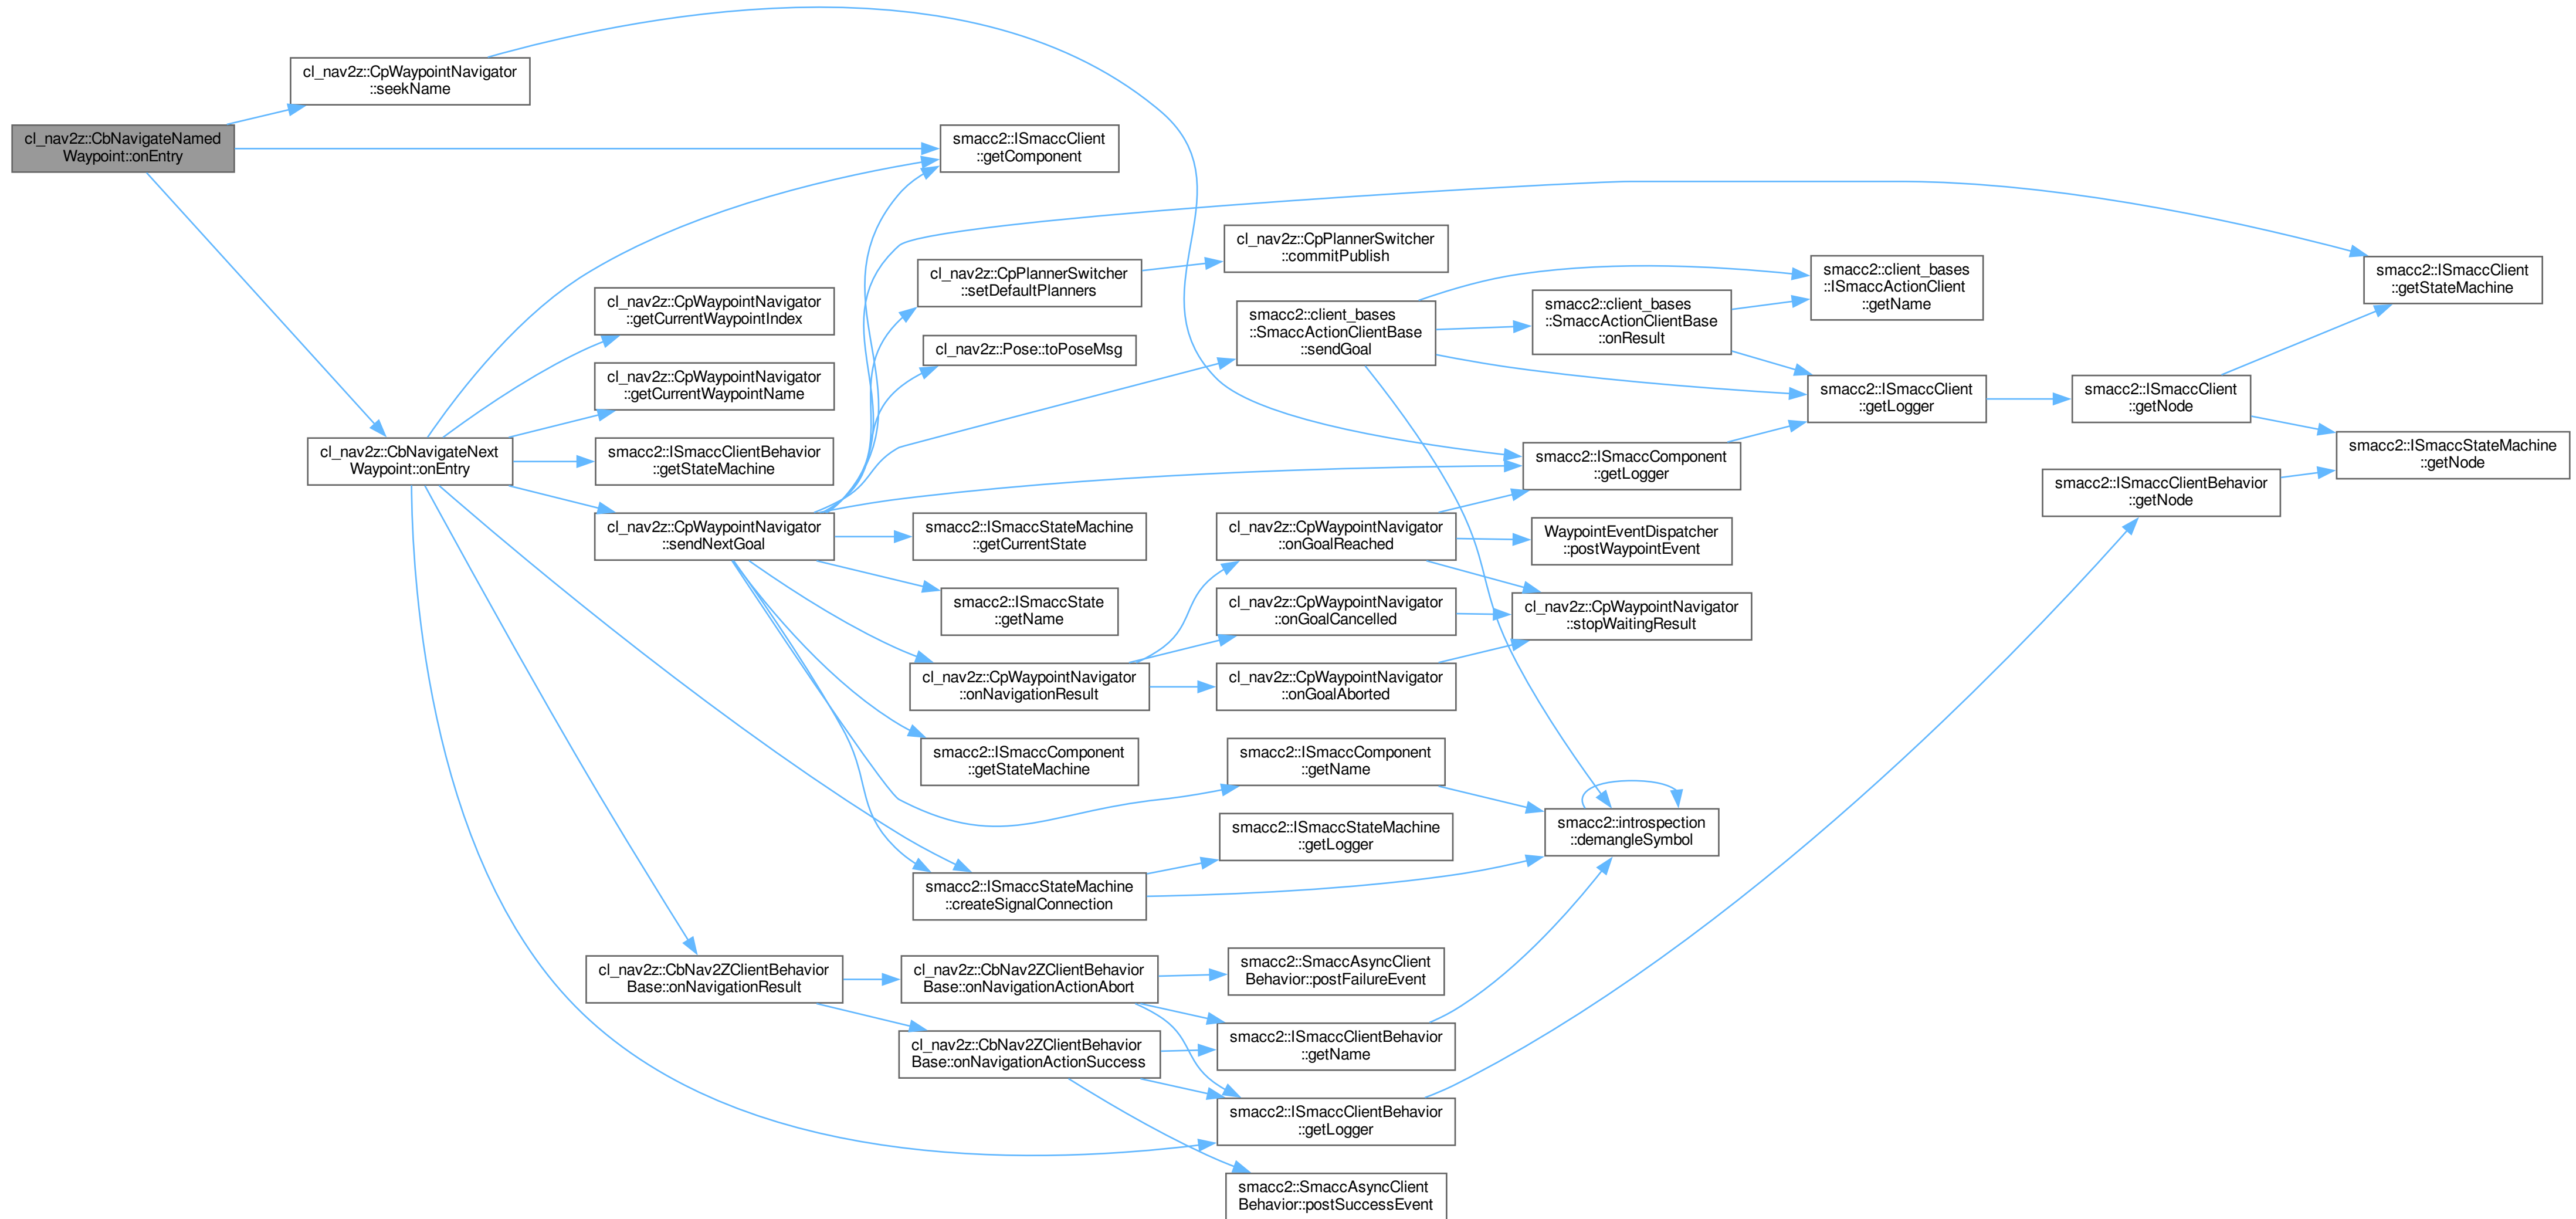 cl_nav2z::CpWaypointNavigator
::seekName
cl_nav2z::CbNavigateNamed
Waypoint::onEntry
smacc2::ISmaccClient
::getComponent
cl_nav2z::CpPlannerSwitcher
::commitPublish
cl_nav2z::CpPlannerSwitcher
::setDefaultPlanners
smacc2::client_bases
::ISmaccActionClient
::getName
smacc2::ISmaccClient
::getStateMachine
cl_nav2z::CpWaypointNavigator
::getCurrentWaypointIndex
smacc2::client_bases
::SmaccActionClientBase
::onResult
smacc2::client_bases
::SmaccActionClientBase
::sendGoal
cl_nav2z::Pose::toPoseMsg
cl_nav2z::CpWaypointNavigator
::getCurrentWaypointName
smacc2::ISmaccClient
::getLogger
smacc2::ISmaccClient
::getNode
cl_nav2z::CbNavigateNext
Waypoint::onEntry
smacc2::ISmaccClientBehavior
::getStateMachine
smacc2::ISmaccComponent
::getLogger
smacc2::ISmaccStateMachine
::getNode
smacc2::ISmaccClientBehavior
::getNode
cl_nav2z::CpWaypointNavigator
::sendNextGoal
smacc2::ISmaccStateMachine
::getCurrentState
cl_nav2z::CpWaypointNavigator
::onGoalReached
WaypointEventDispatcher
::postWaypointEvent
smacc2::ISmaccState
::getName
cl_nav2z::CpWaypointNavigator
::onGoalCancelled
cl_nav2z::CpWaypointNavigator
::stopWaitingResult
cl_nav2z::CpWaypointNavigator
::onNavigationResult
cl_nav2z::CpWaypointNavigator
::onGoalAborted
smacc2::ISmaccComponent
::getStateMachine
smacc2::ISmaccComponent
::getName
smacc2::ISmaccStateMachine
::getLogger
smacc2::introspection
::demangleSymbol
smacc2::ISmaccStateMachine
::createSignalConnection
cl_nav2z::CbNav2ZClientBehavior
Base::onNavigationResult
cl_nav2z::CbNav2ZClientBehavior
Base::onNavigationActionAbort
smacc2::SmaccAsyncClient
Behavior::postFailureEvent
cl_nav2z::CbNav2ZClientBehavior
Base::onNavigationActionSuccess
smacc2::ISmaccClientBehavior
::getName
smacc2::ISmaccClientBehavior
::getLogger
smacc2::SmaccAsyncClient
Behavior::postSuccessEvent